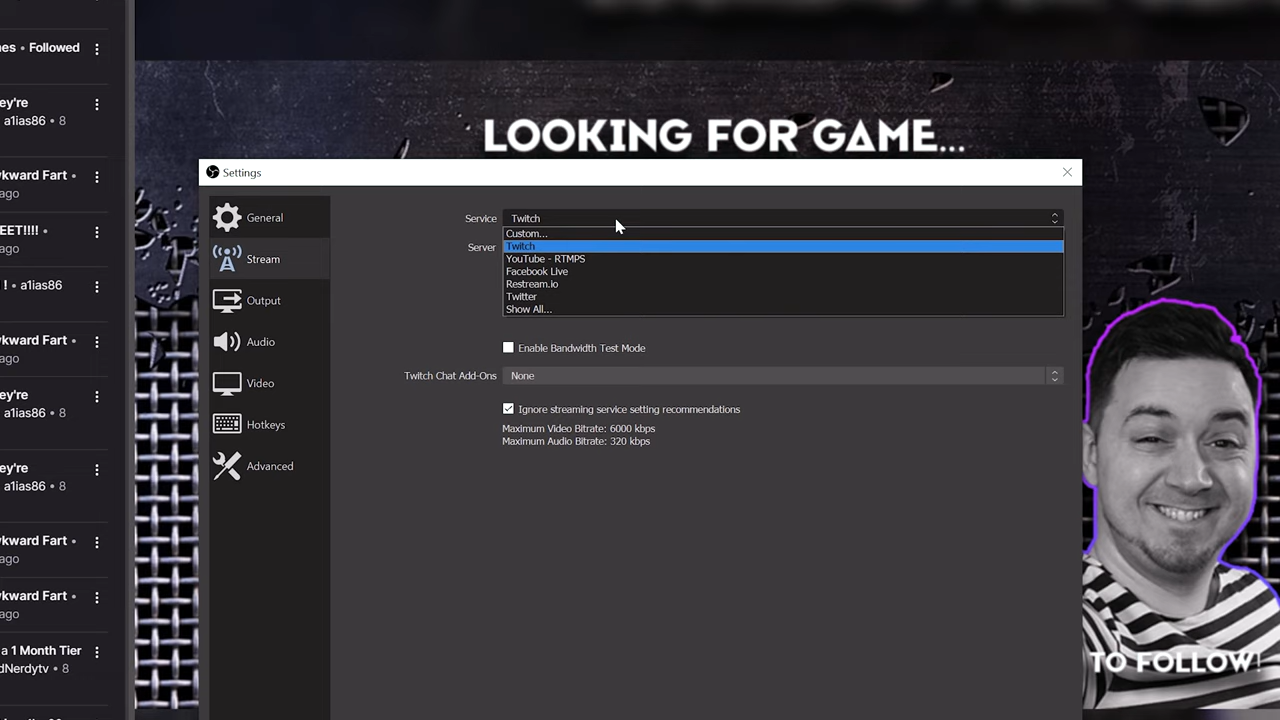 es • Followed
ey're
a1ias86 • 8
kward Fart •
ago
EET!!!! •
ago
! • a1ias86
kward Fart •
ago
ey're
a1ias86 • 8
ey're
a1ias86 • 8
kward Fart •
ago
kward Fart •
ago
a 1 Month Tier
dNerdytv • 8
LOOKING FOR GAME...
Settings
General
Stream
Output
Audio
Video
Hotkeys
Advanced
Service Twitch
Custom...
Server Twitch
YouTube - RTMPS
Facebook Live
Restream.io
Twitter
Show All...
Enable Bandwidth Test Mode
Twitch Chat Add-Ons None
Ignore streaming service setting recommendations
Maximum Video Bitrate: 6000 kbps
Maximum Audio Bitrate: 320 kbps
TO FOLLOW!